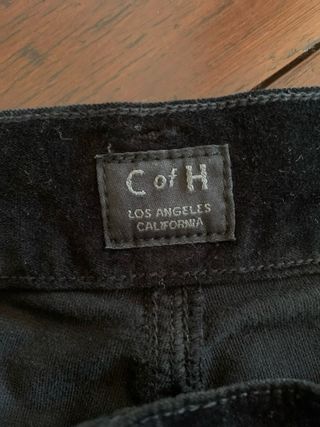 C of H
LOS ANGELES
CALIFORNIA